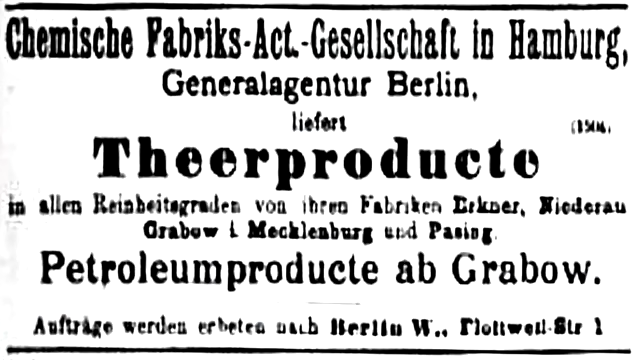 Chemische Fabriks-Act.-Gesellschaft in Hamburg,
Generalagentur Berlin,
liefert
Theerproducte
in allen Reinheitsgraden von ihren Fabriken Erkner, Niederau
Grabow i Mecklenburg und Pasing.
Petroleumproducte ab Grabow.
Aufträge werden erbeten nach Berlin W., Flottwell-Str 1